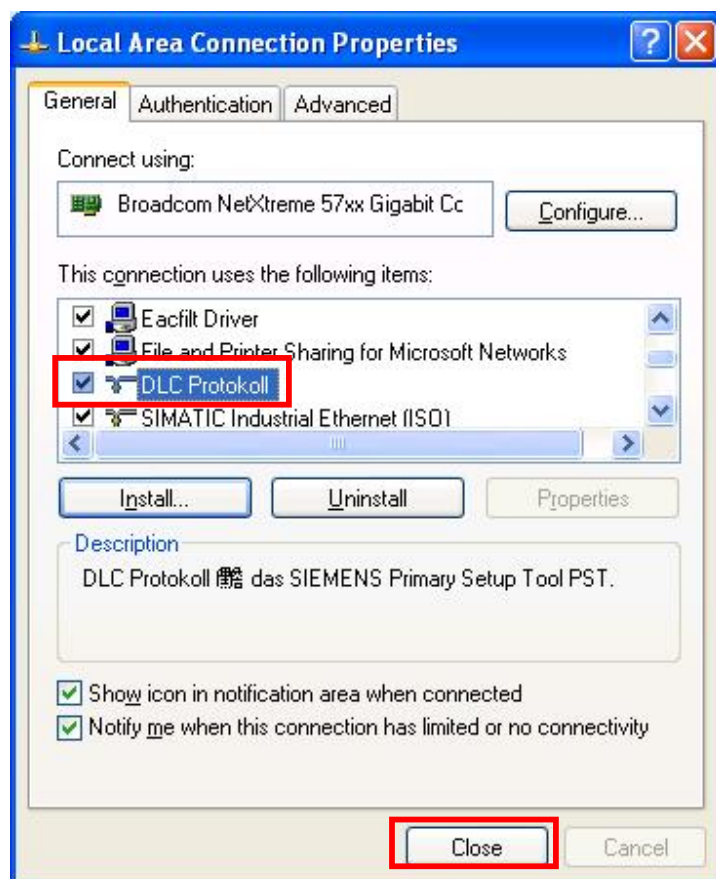 Local Area Connection Properties
General Authentication Advanced
Connect using:
Broadcom NetXtreme 57xx Gigabit Cc
Configure...
This connection uses the following items:
Eacfilt Driver
File and Printer Sharing for Microsoft Networks
DLC Protokoll
SIMATIC Industrial Ethernet (ISO)
Install... Uninstall Properties
Description
DLC Protokoll das SIEMENS Primary Setup Tool PST.
Show icon in notification area when connected
Notify me when this connection has limited or no connectivity
Close Cancel